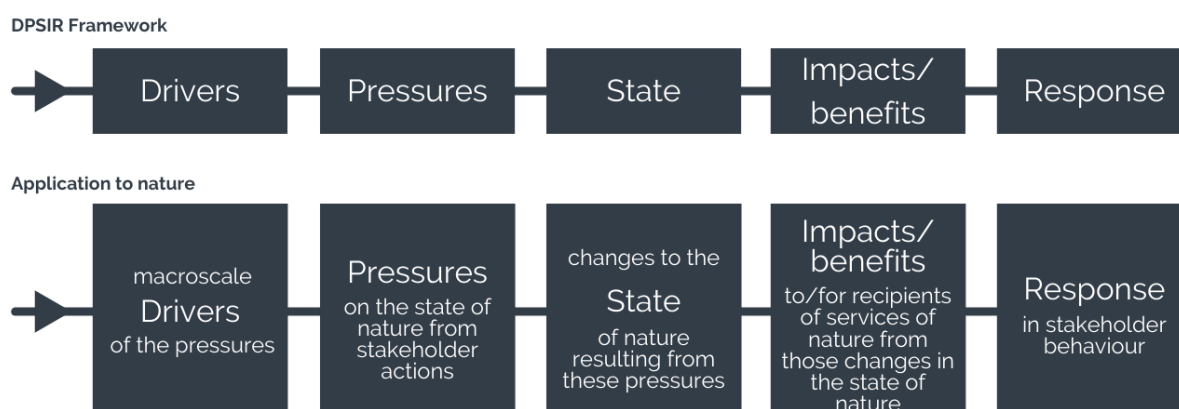 DPSIR Framework
Drivers
Pressures
State
Impacts/
benefits
Response
Application to nature
macroscale
Drivers
of the pressures
Pressures
on the state of
nature from
stakeholder
actions
changes to the
State
of nature
resulting from
these pressures
Impacts/
benefits
to/for recipients
of services of
nature from
those changes in
the state of
nature
Response
in stakeholder
behaviour